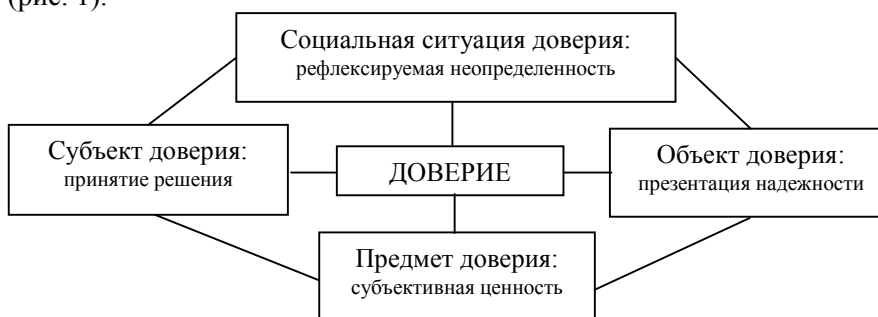 (рис. 1).
Социальная ситуация доверия:
рефлексируемая неопределенность
Субъект доверия:
принятие решения
ДОВЕРИЕ
Объект доверия:
презентация надежности
Предмет доверия:
субъективная ценность